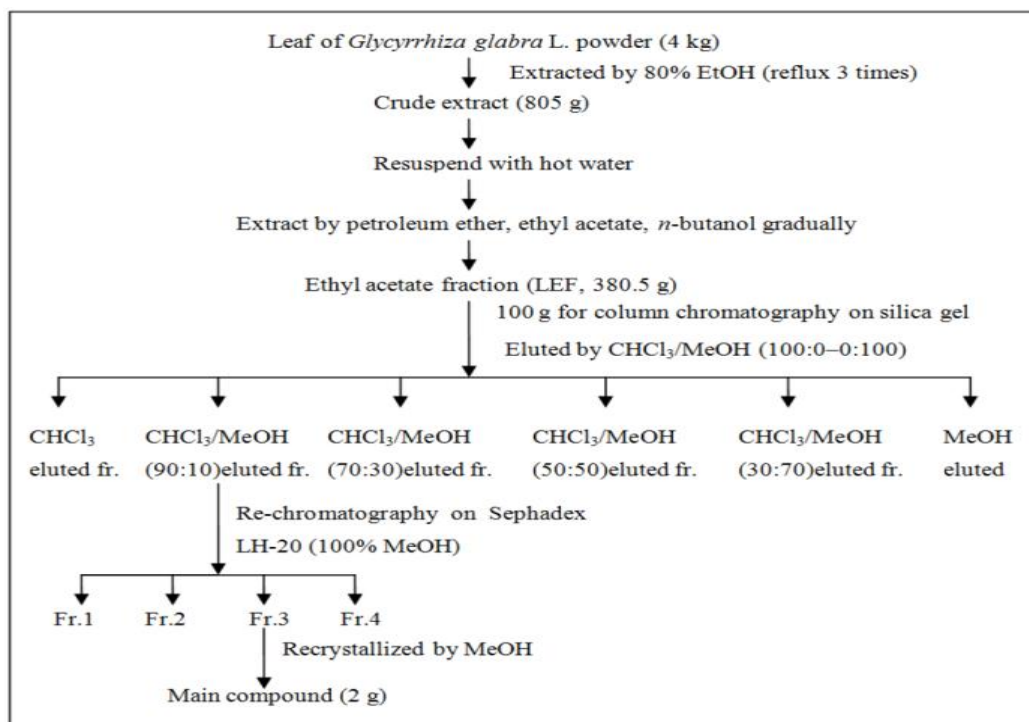 Leaf of Glycyrrhiza glabra L. powder (4 kg)
Extracted by 80% EtOH (reflux 3 times)
Crude extract (805 g)
Resuspend with hot water
Extract by petroleum ether, ethyl acetate, n-butanol gradually
Ethyl acetate fraction (LEF, 380.5 g)
100 g for column chromatography on silica gel
Eluted by CHCl₃/MeOH (100:0–0:100)
CHCl₃ CHCl₃/MeOH CHCl₃/MeOH CHCl₃/MeOH CHCl₃/MeOH MeOH
eluted fr. (90:10)eluted fr. (70:30)eluted fr. (50:50)eluted fr. (30:70)eluted fr. eluted
Re-chromatography on Sephadex
LH-20 (100% MeOH)
Fr.1 Fr.2 Fr.3 Fr.4
Recrystallized by MeOH
Main compound (2 g)